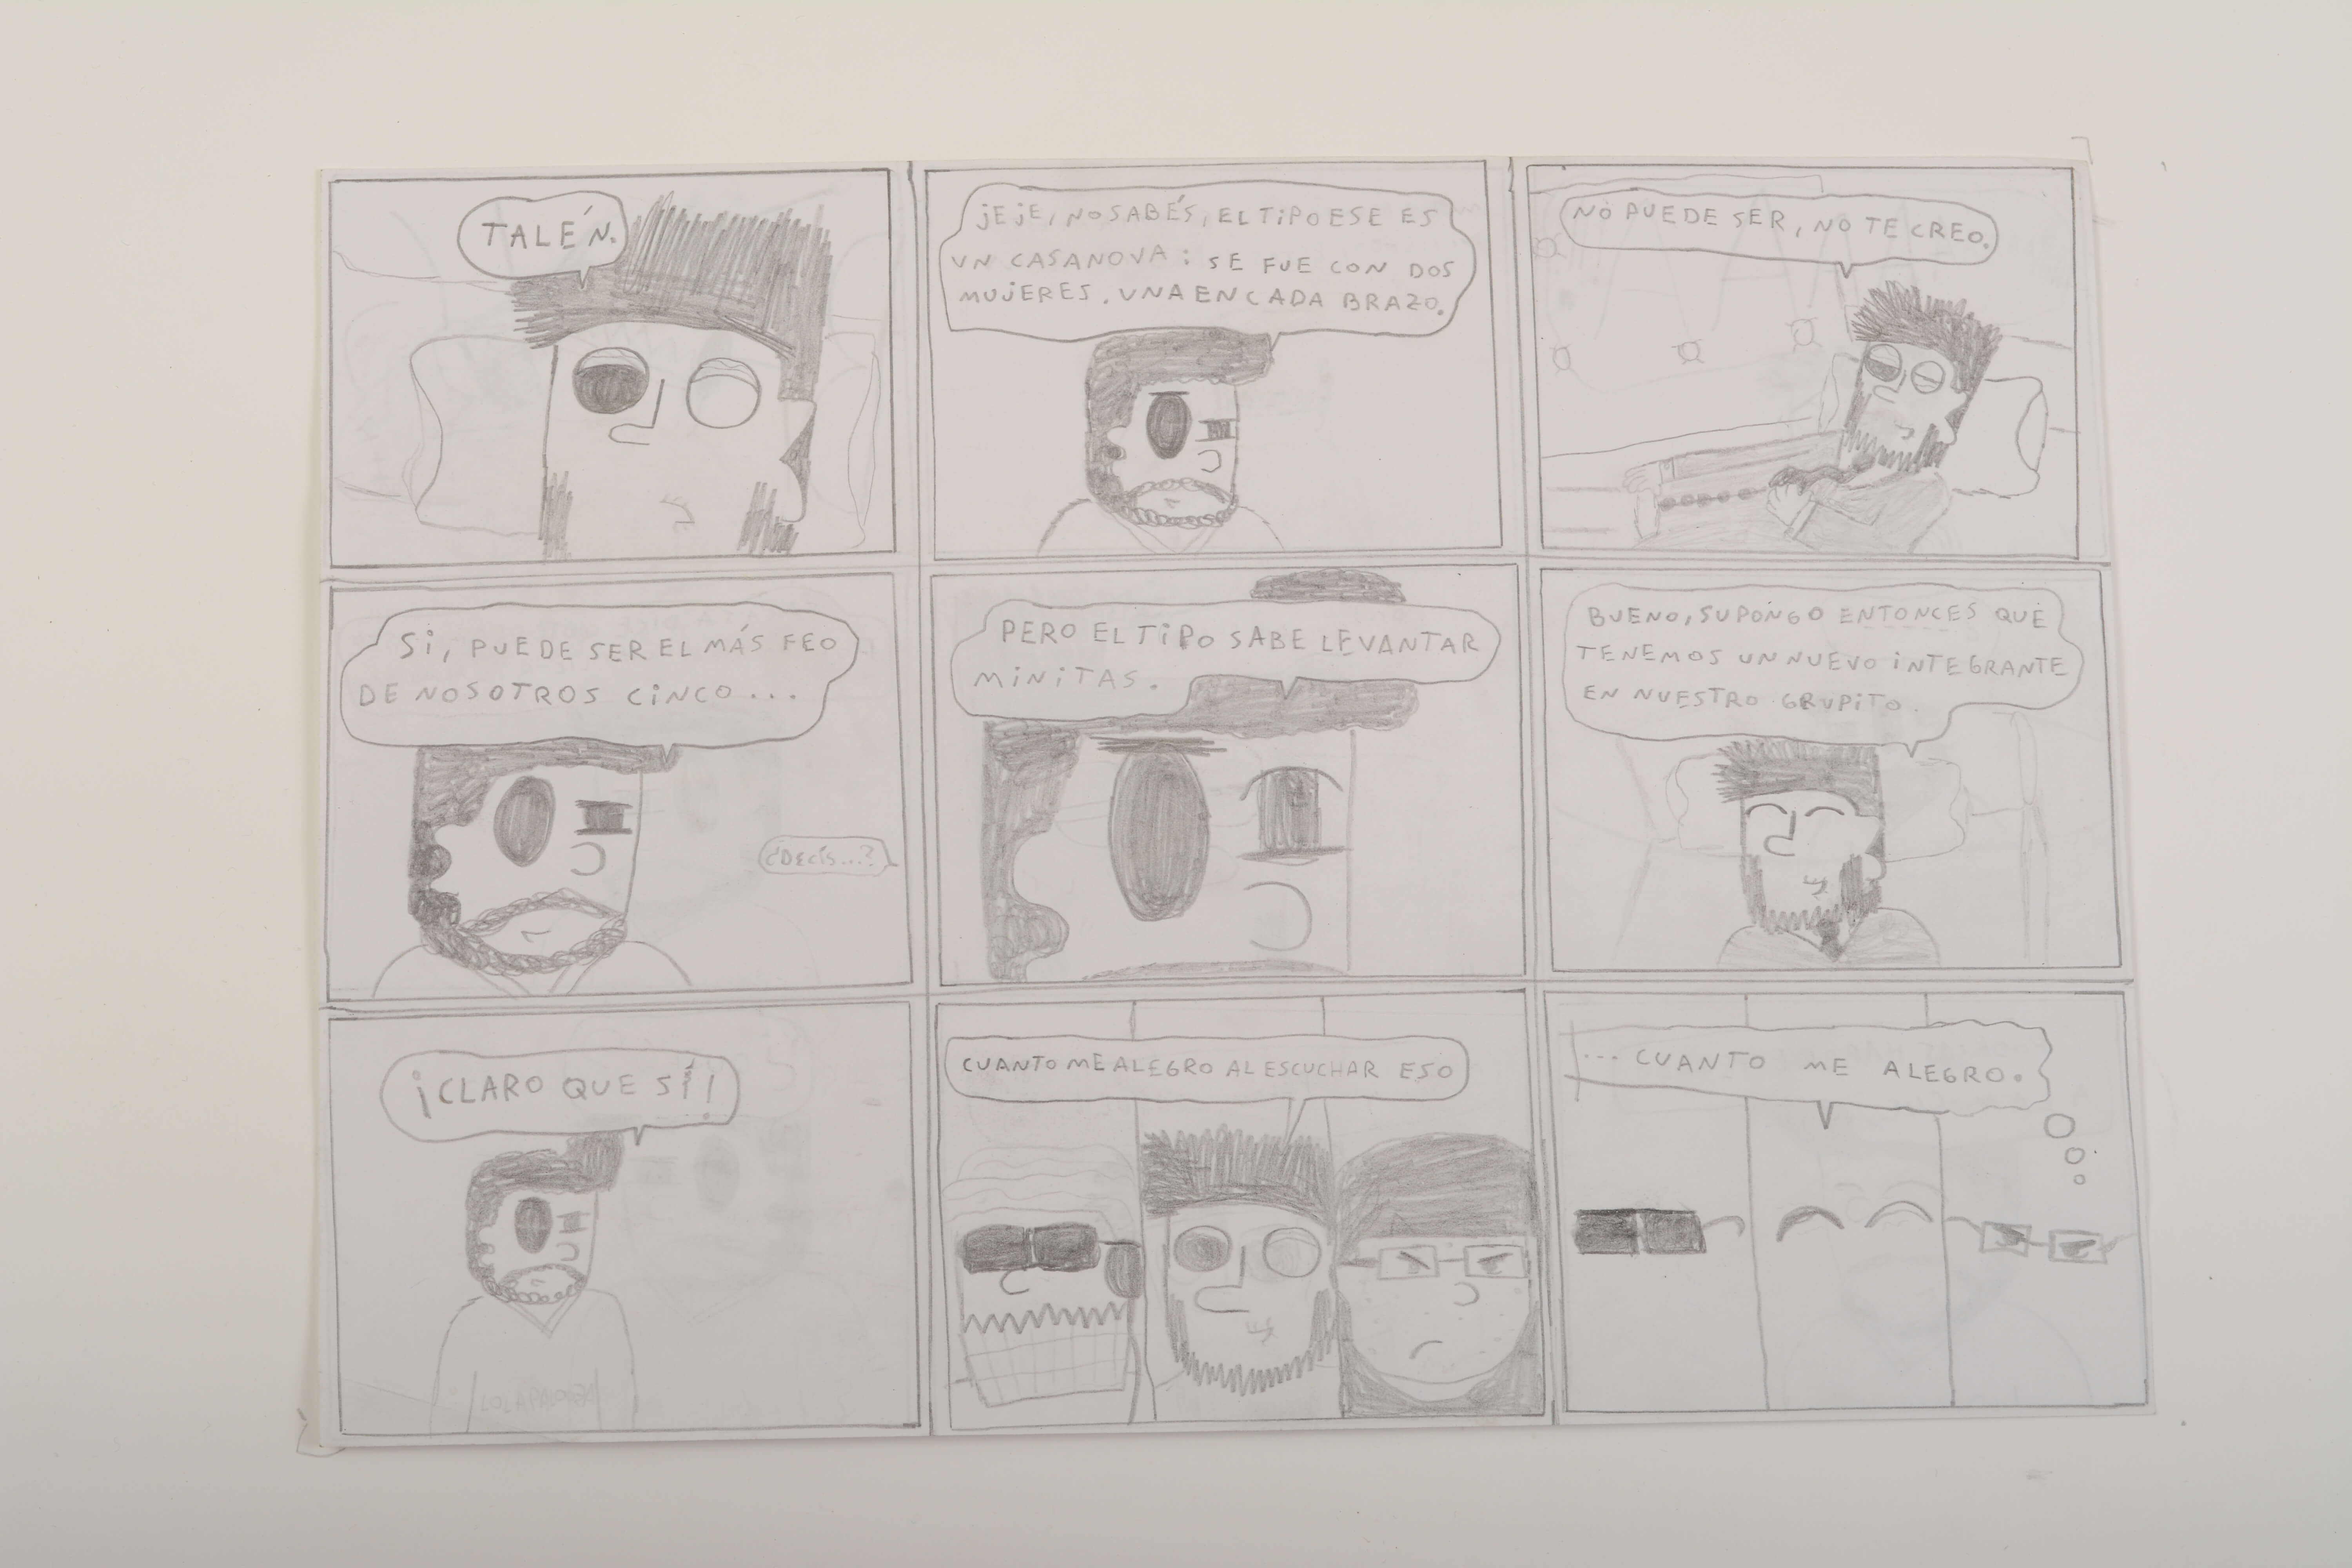 TALÉN.
JEJE, NO SABÉS, EL TIPO ESE ES
UN CASANOVA: SE FUE CON DOS
MUJERES. UNA EN CADA BRAZO.
NO PUEDE SER, NO TE CREO.
SI, PUEDE SER EL MÁS FEO
DE NOSOTROS CINCO...
¿DECÍS...?
PERO EL TIPO SABE LEVANTAR
MINITAS.
BUENO, SUPONGO ENTONCES QUE
TENEMOS UN NUEVO INTEGRANTE
EN NUESTRO GRUPITO.
¡CLARO QUE SÍ!
CUANTO ME ALEGRO AL ESCUCHAR ESO
... CUANTO ME ALEGRO.